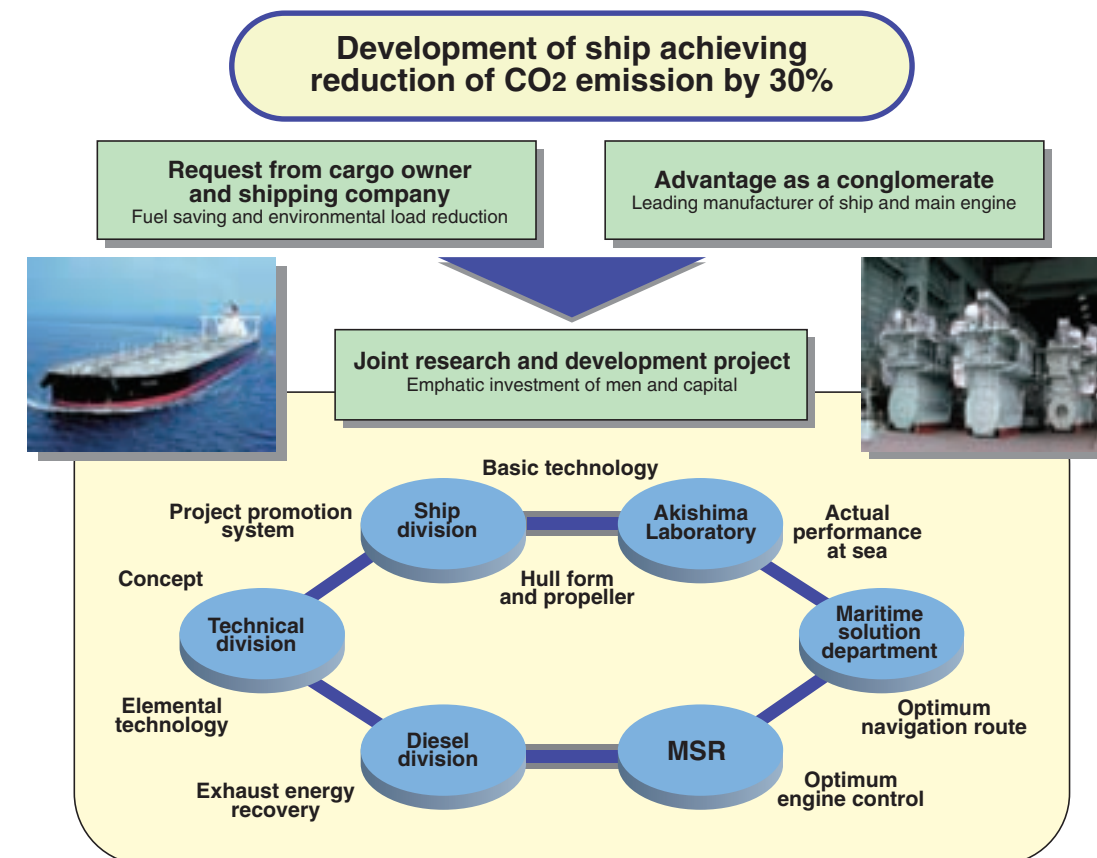 Development of ship achieving
reduction of CO2 emission by 30%
Request from cargo owner
and shipping company
Fuel saving and environmental load reduction
Advantage as a conglomerate
Leading manufacturer of ship and main engine
Joint research and development project
Emphatic investment of men and capital
Basic technology
Project promotion
system
Ship
division
Akishima
Laboratory
Actual
performance
at sea
Concept
Hull form
and propeller
Technical
division
Maritime
solution
department
Elemental
technology
Optimum
navigation route
Diesel
division
MSR
Exhaust energy
recovery
Optimum
engine control